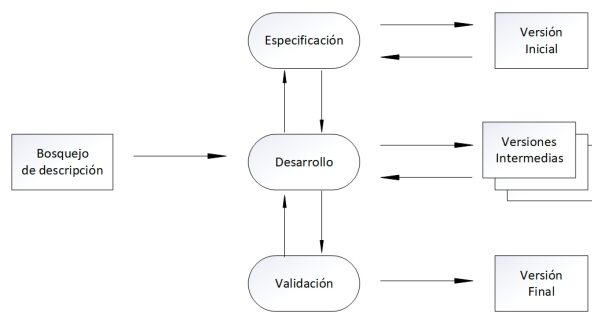 Especificación
Versión
Inicial
Bosquejo
de descripción
Desarrollo
Versiones
Intermedias
Validación
Versión
Final